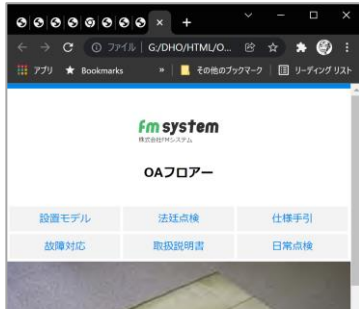 ファイル | G:/DHO/HTML/O...
アプリ Bookmarks » その他のブックマーク リーディング リスト
fm system
株式会社FMシステム
OAフロアー
設置モデル 法廷点検 仕様手引
故障対応 取扱説明書 日常点検